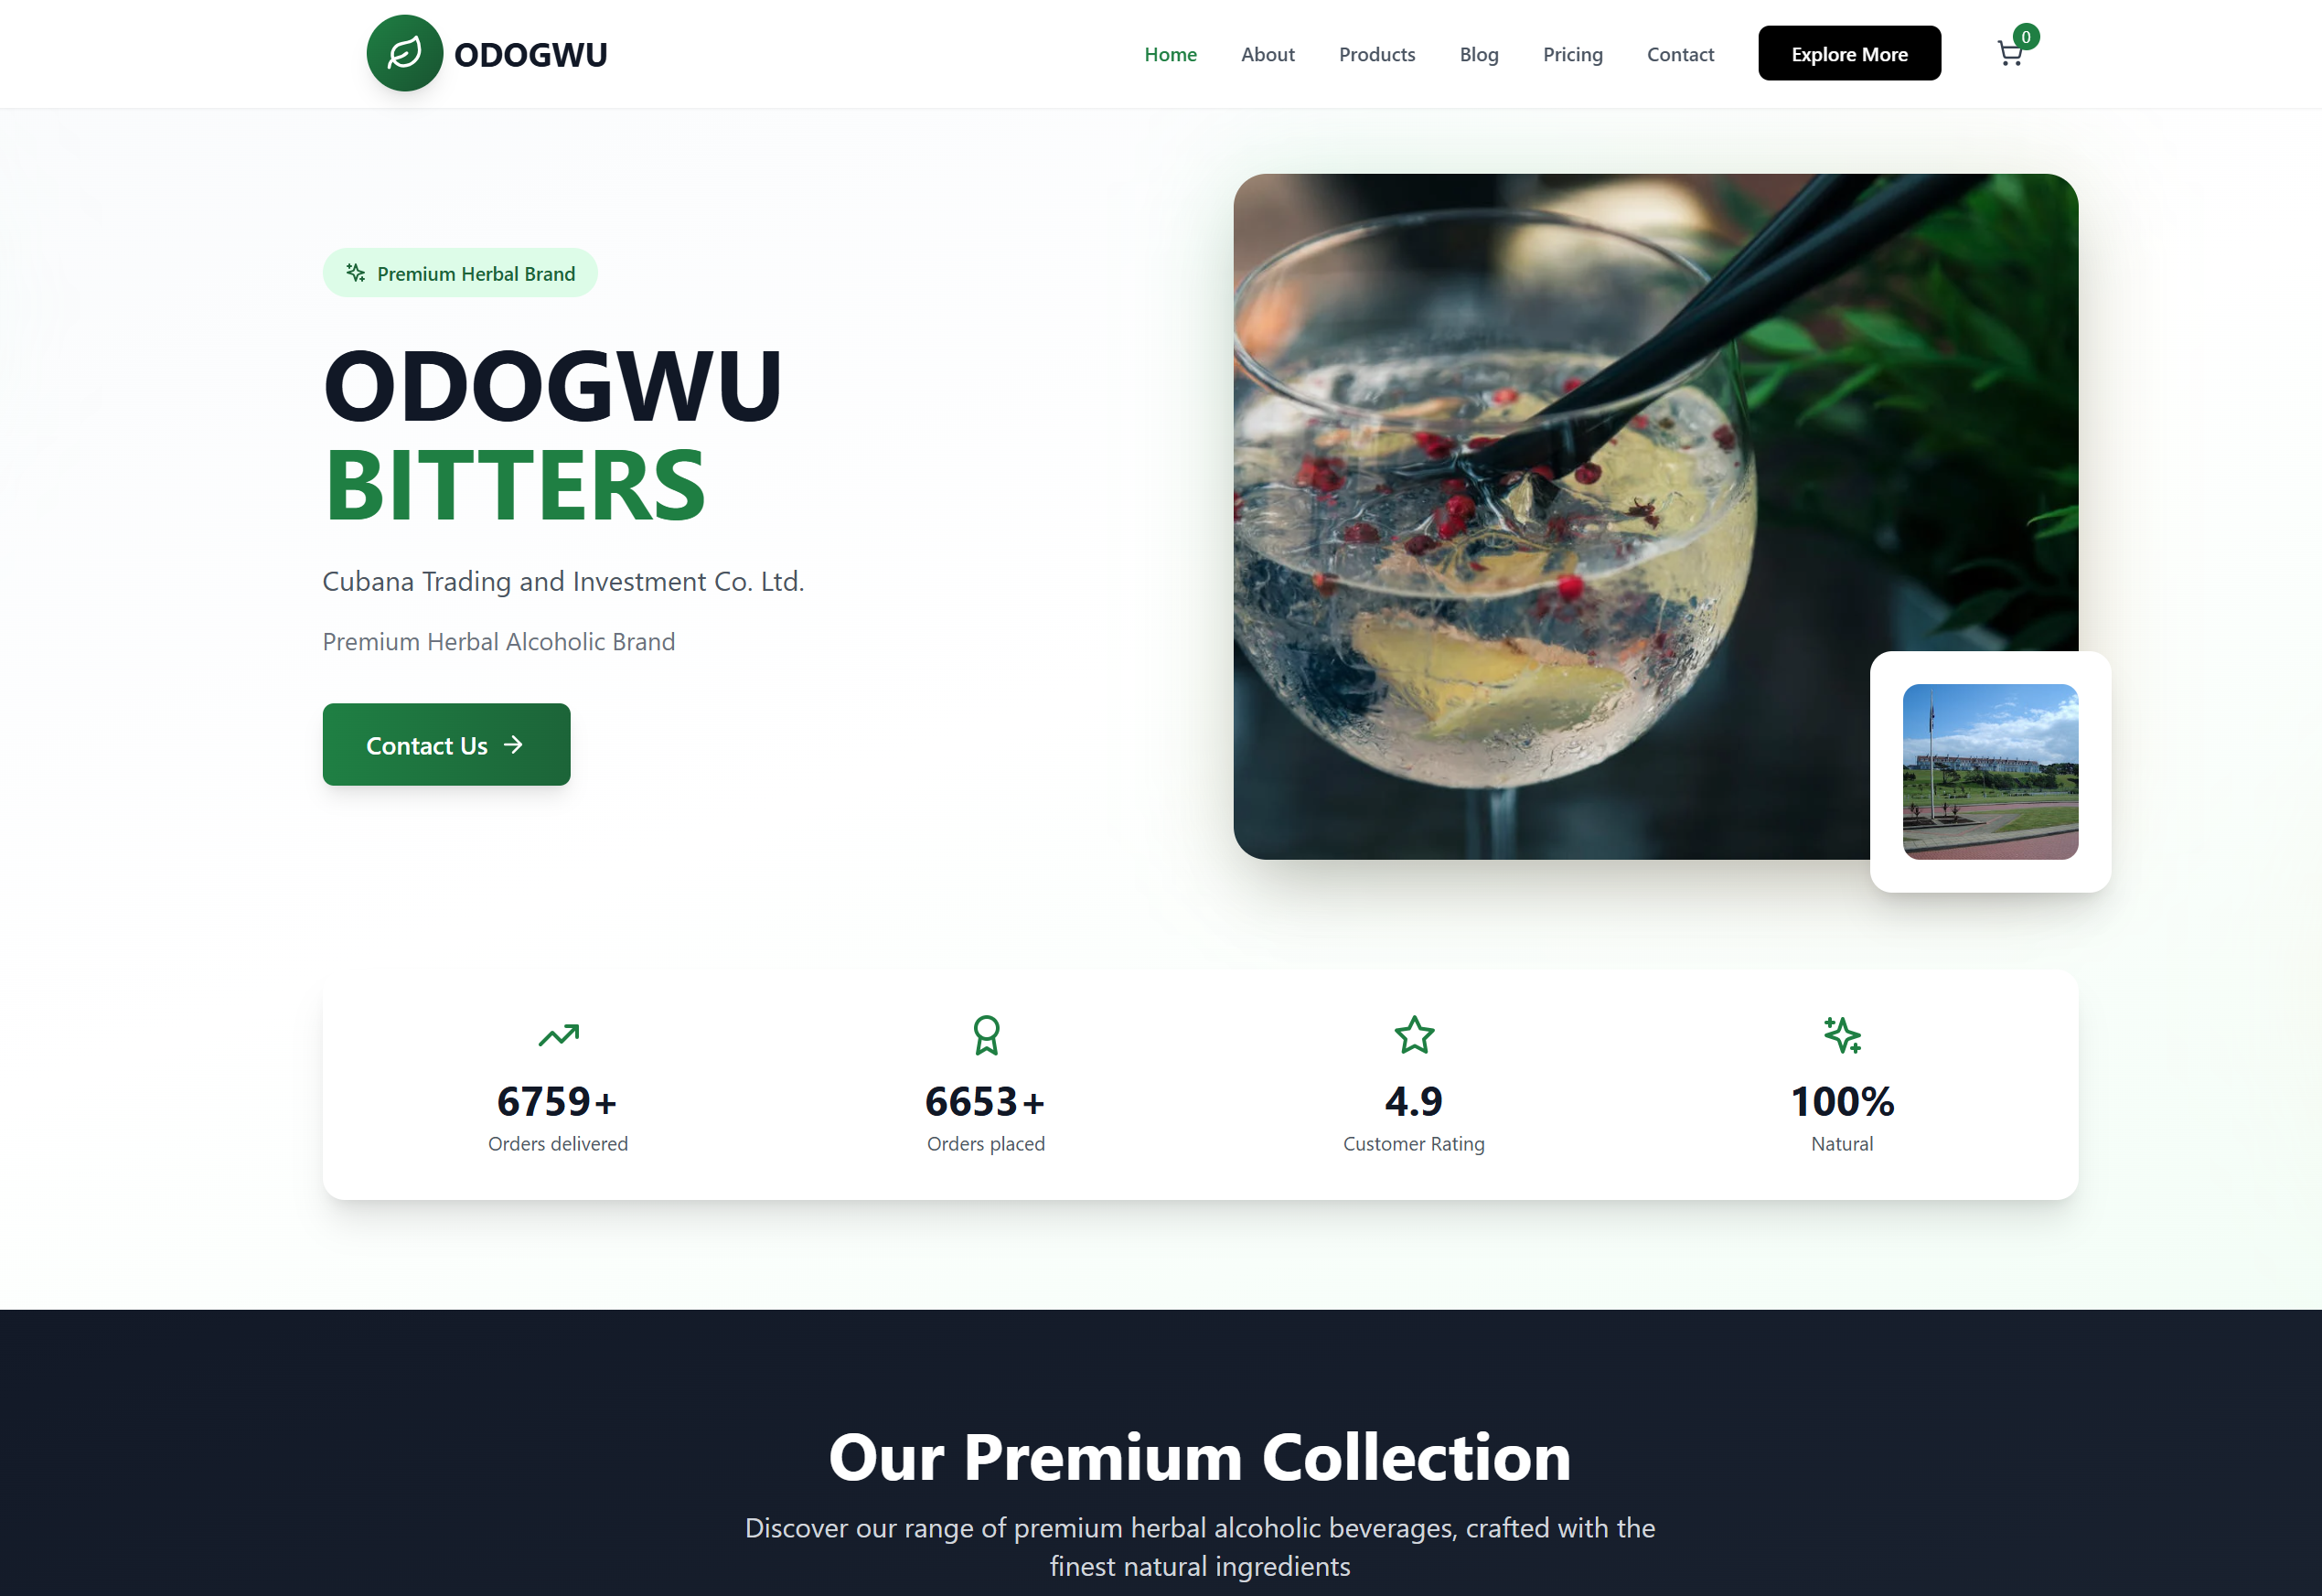 ODOGWU
Home
About
Products
Blog
Pricing
Contact
Explore More
0
Premium Herbal Brand
ODOGWU
BITTERS
Cubana Trading and Investment Co. Ltd.
Premium Herbal Alcoholic Brand
Contact Us
6759+
Orders delivered
6653+
Orders placed
4.9
Customer Rating
100%
Natural
Our Premium Collection
Discover our range of premium herbal alcoholic beverages, crafted with the
finest natural ingredients